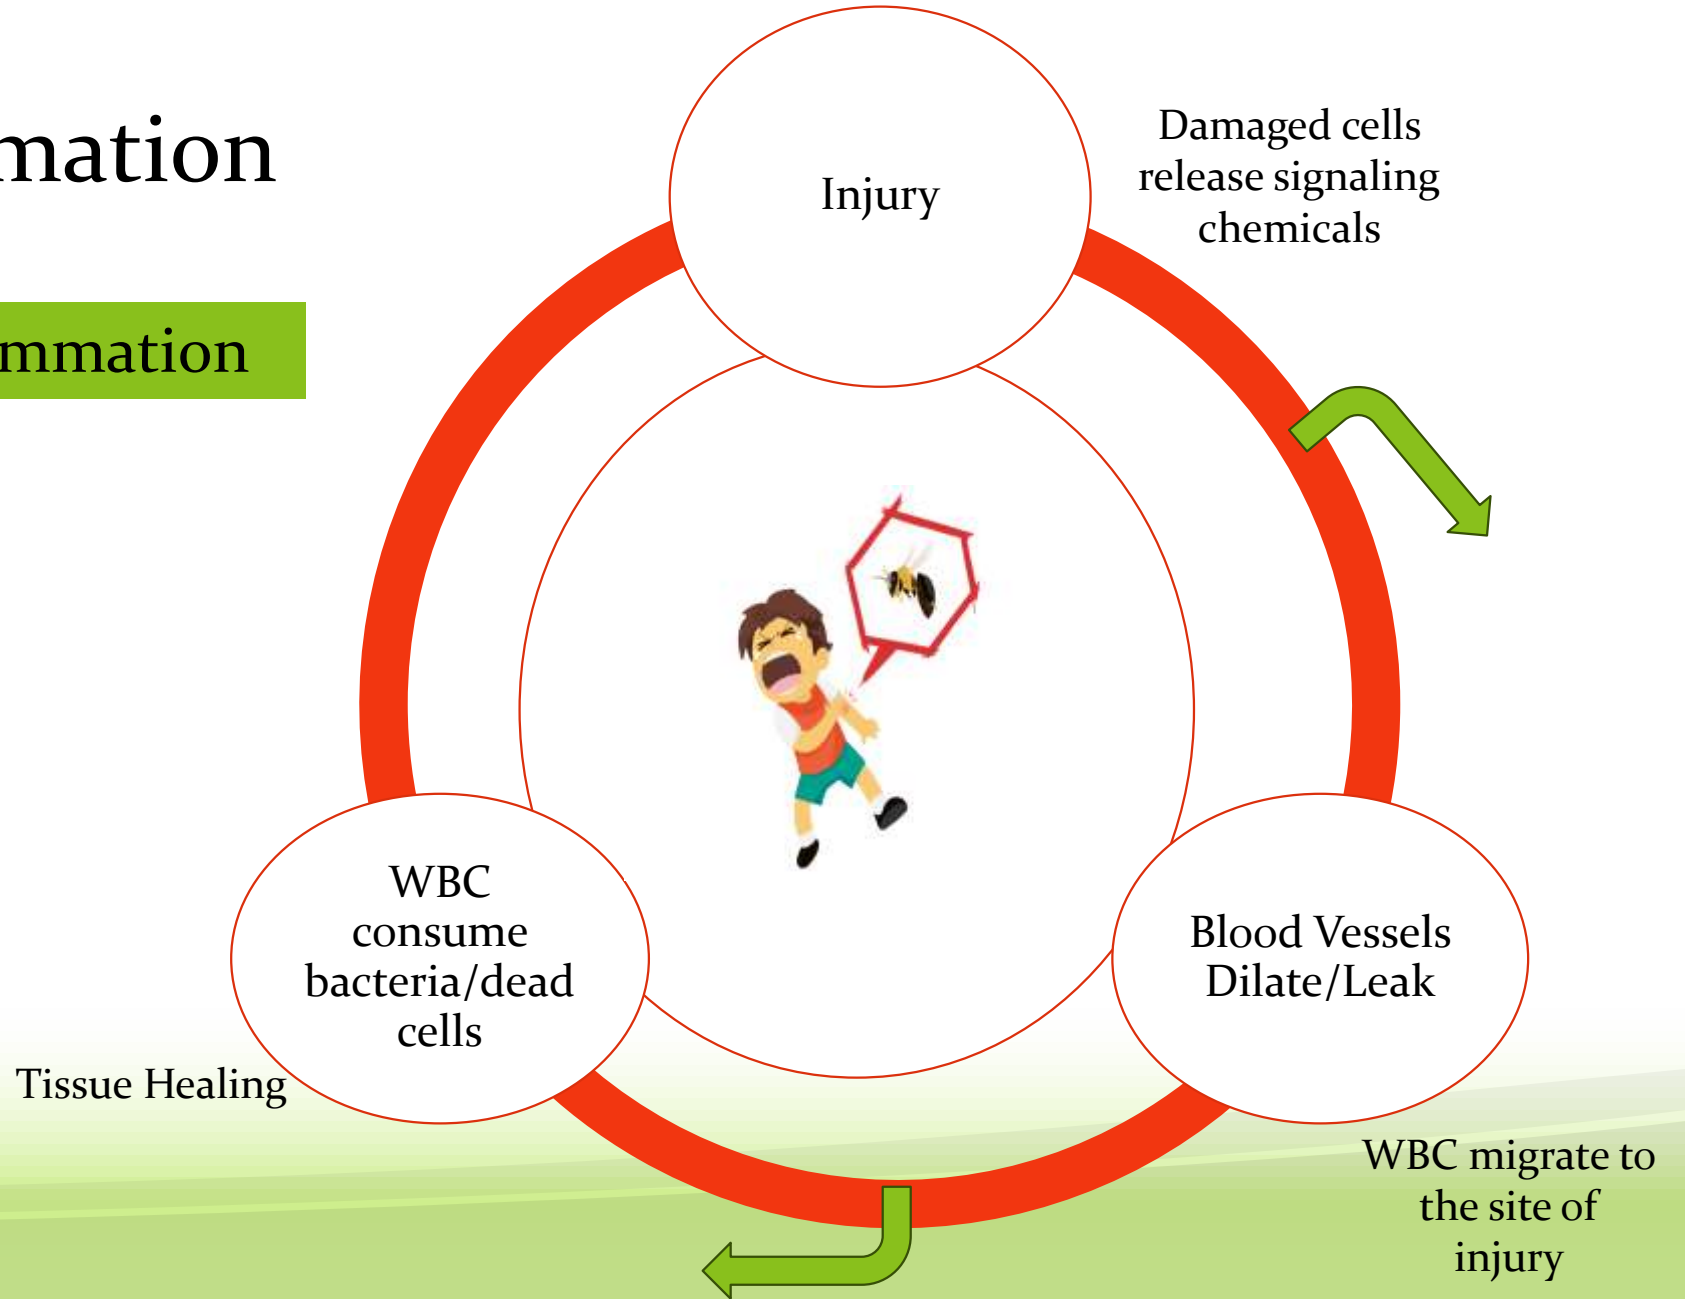 mation
mmation
Injury
Damaged cells
release signaling
chemicals
Blood Vessels
Dilate/Leak
WBC migrate to
the site of
injury
WBC
consume
bacteria/dead
cells
Tissue Healing